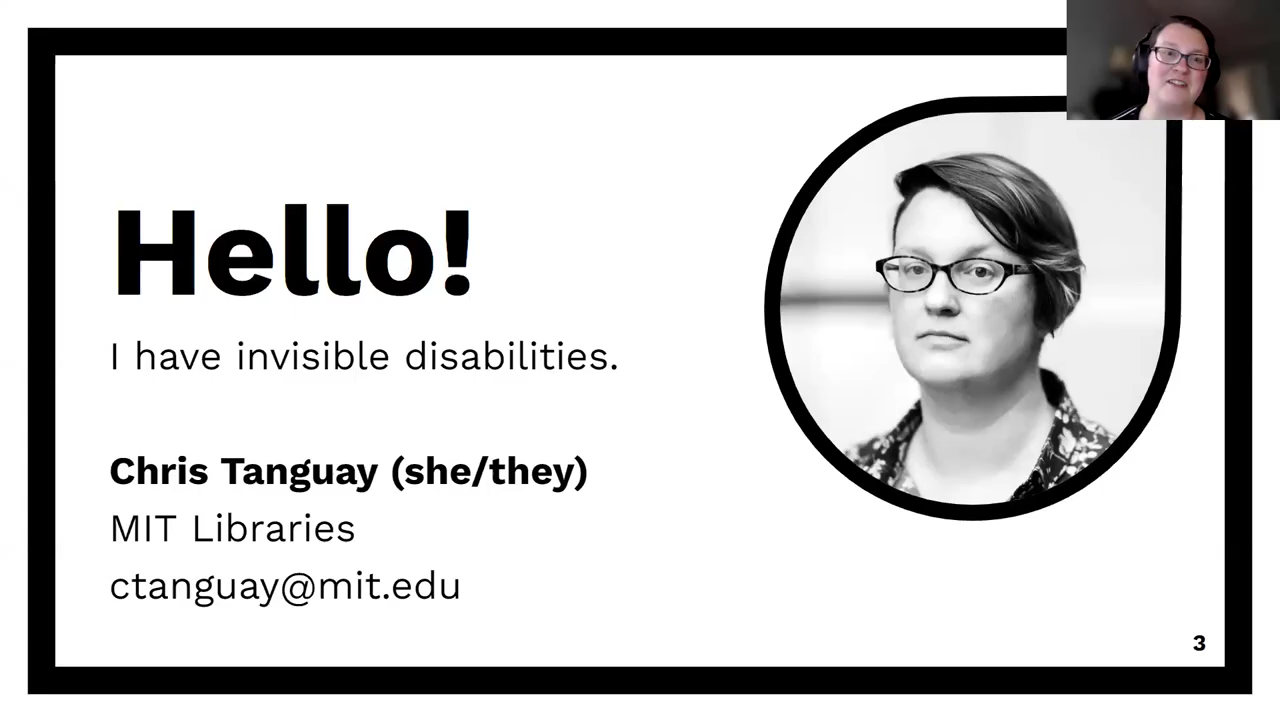 Hello!
I have invisible disabilities.
Chris Tanguay (she/they)
MIT Libraries
ctanguay@mit.edu
3